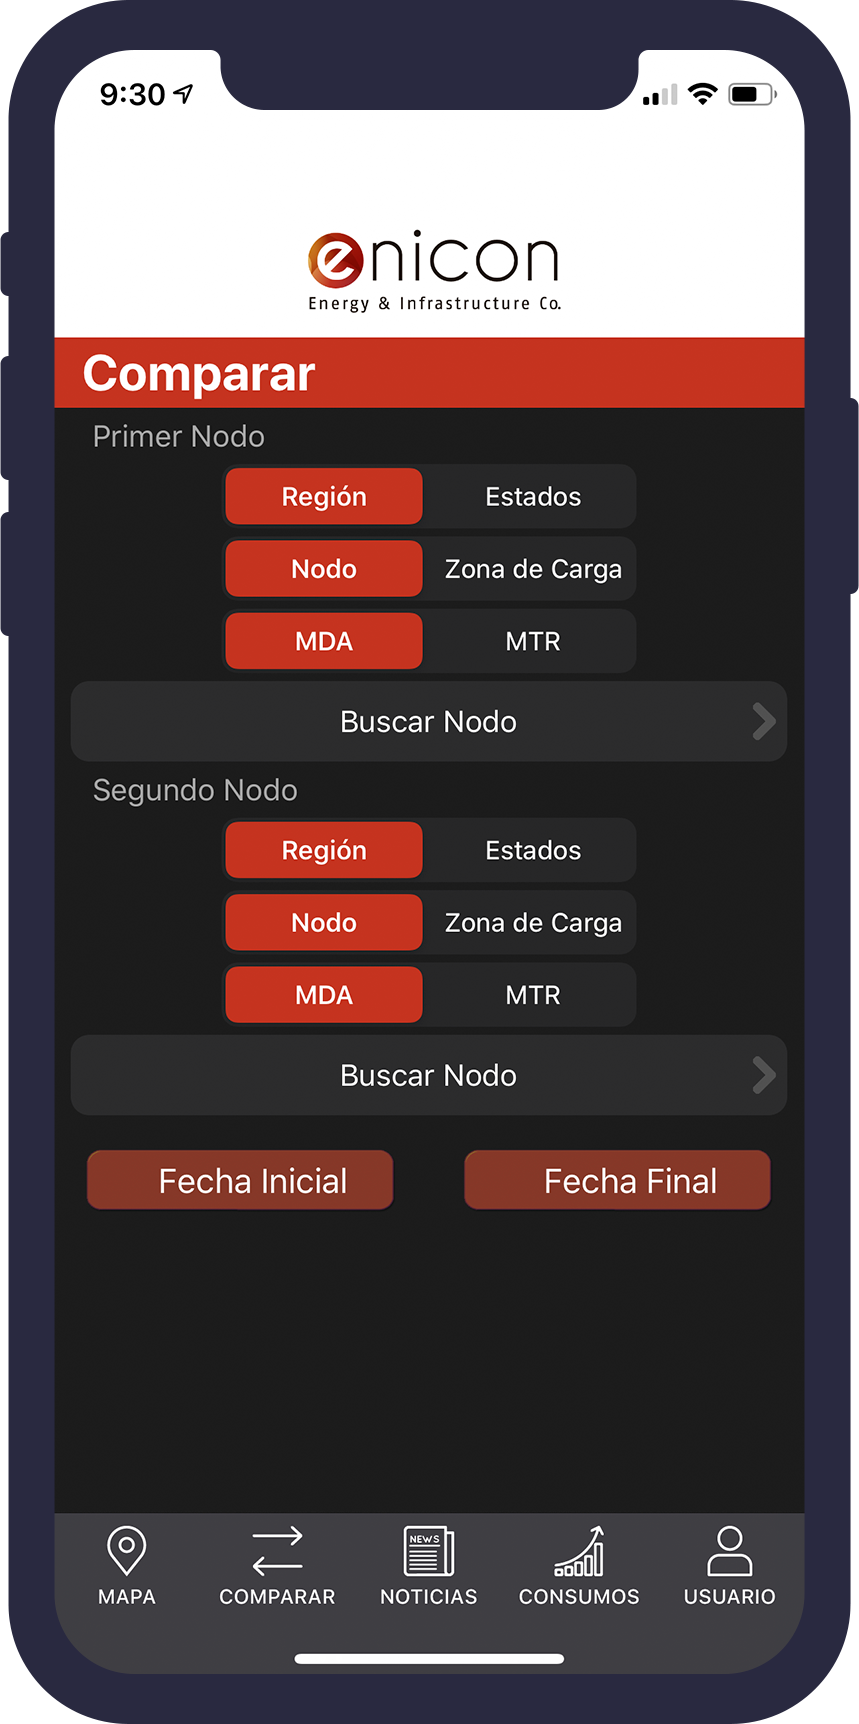 9:30
enicon
Energy & Infrastructure Co.
Comparar
Primer Nodo
Región Estados
Nodo Zona de Carga
MDA MTR
Buscar Nodo
Segundo Nodo
Región Estados
Nodo Zona de Carga
MDA MTR
Buscar Nodo
Fecha Inicial Fecha Final
NEWS
MAPA COMPARAR NOTICIAS CONSUMOS USUARIO